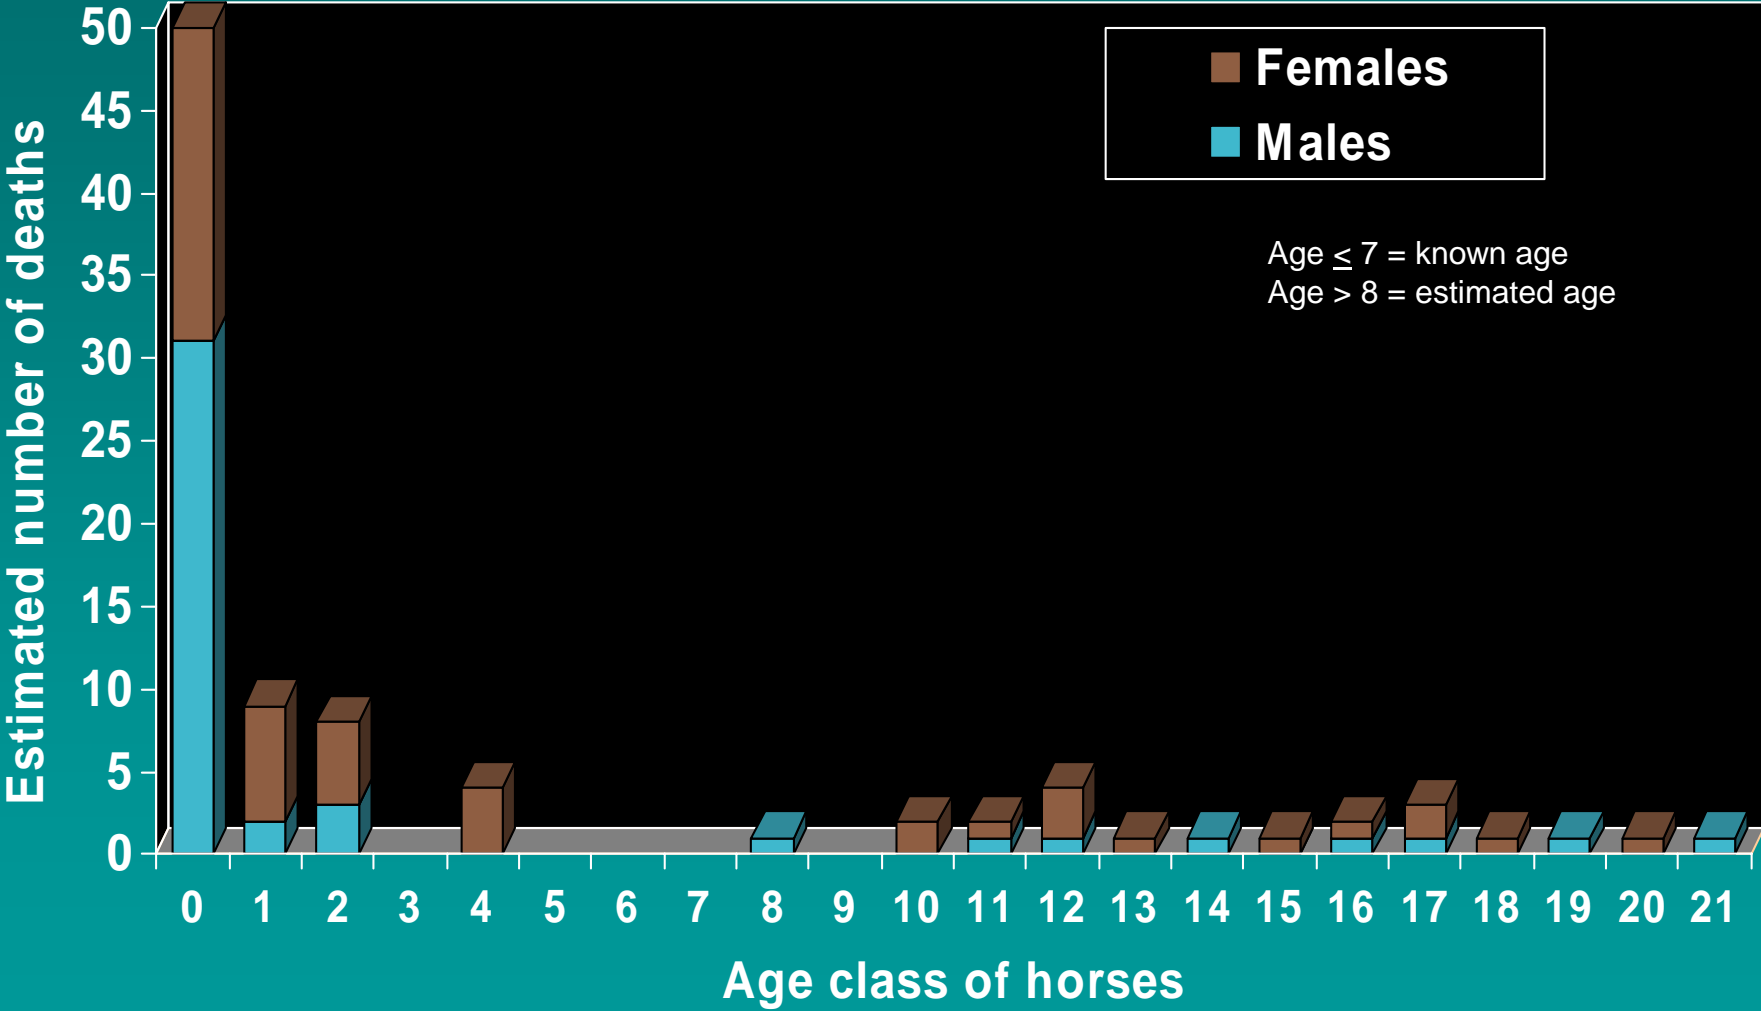 Estimated number of deaths
50
45
40
35
30
25
20
15
10
5
0
Females
Males
Age ≤ 7 = known age
Age > 8 = estimated age
0 1 2 3 4 5 6 7 8 9 10 11 12 13 14 15 16 17 18 19 20 21
Age class of horses